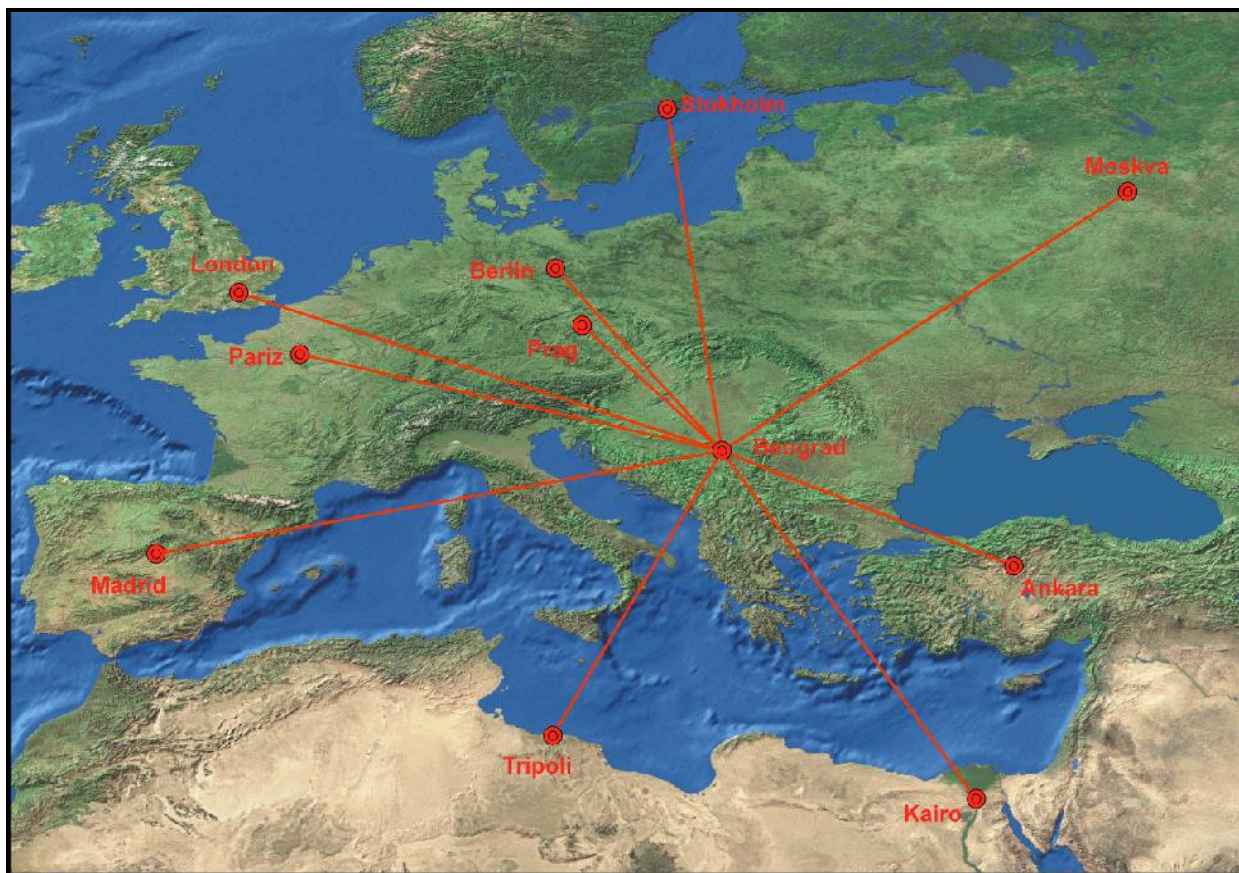 Stokholm
Moskva
London
Berlin
Prag
Pariz
Beograd
Madrid
Ankara
Tripoli
Kairo